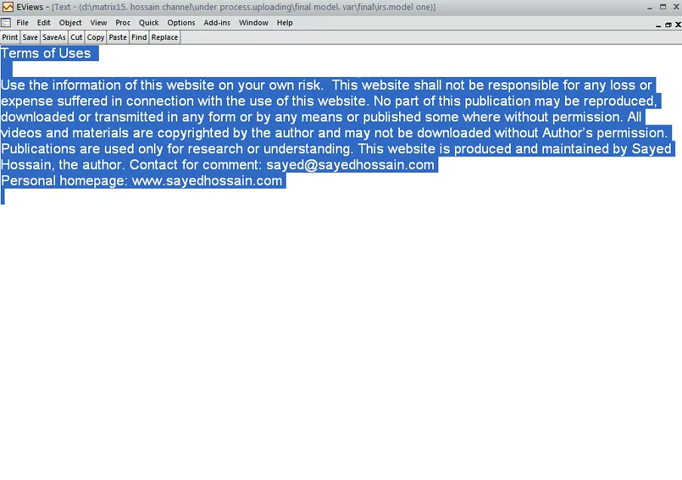 EViews - [Text - (d:\matrix15. hossain channel\under process.uploading\final model. var\final\irs.model one)]
File Edit Object View Proc Quick Options Add-ins Window Help
Print Save SaveAs Cut Copy Paste Find Replace
Terms of Uses
Use the information of this website on your own risk.  This website shall not be responsible for any loss or
expense suffered in connection with the use of this website. No part of this publication may be reproduced,
downloaded or transmitted in any form or by any means or published some where without permission. All
videos and materials are copyrighted by the author and may not be downloaded without Author's permission.
Publications are used only for research or understanding. This website is produced and maintained by Sayed
Hossain, the author. Contact for comment: sayed@sayedhossain.com
Personal homepage: www.sayedhossain.com